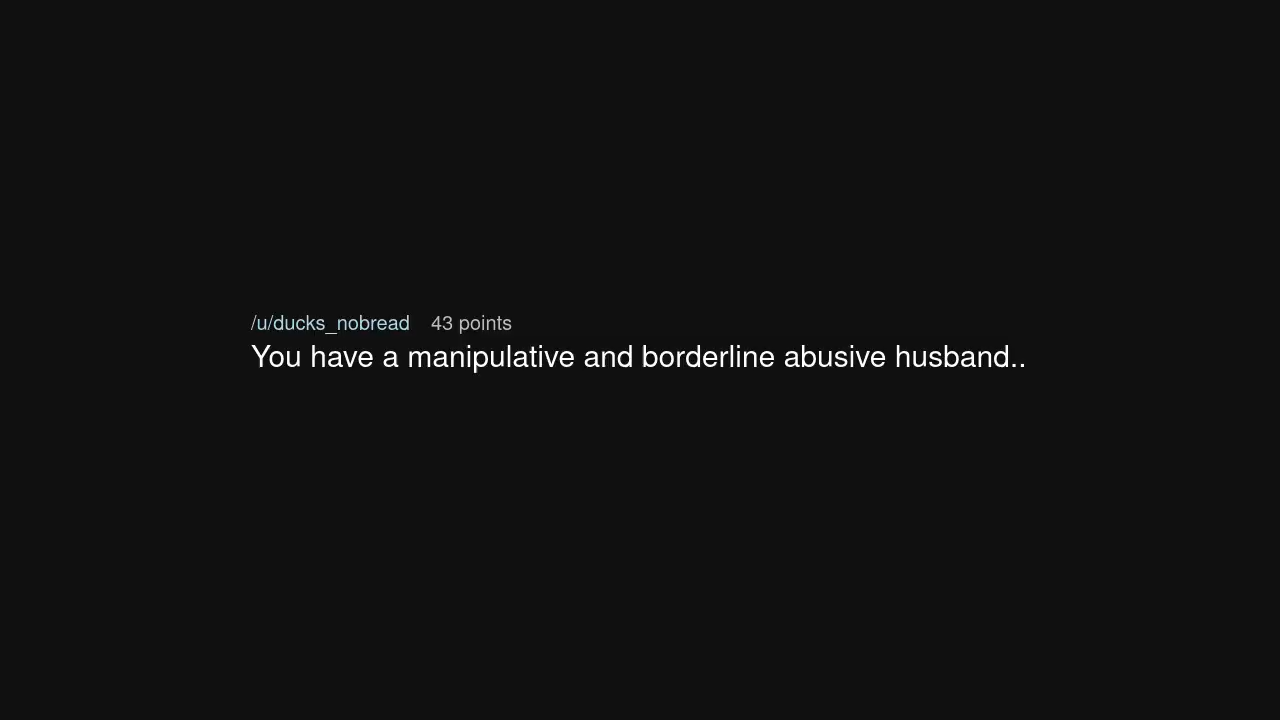 /u/ducks_nobread 43 points
You have a manipulative and borderline abusive husband..